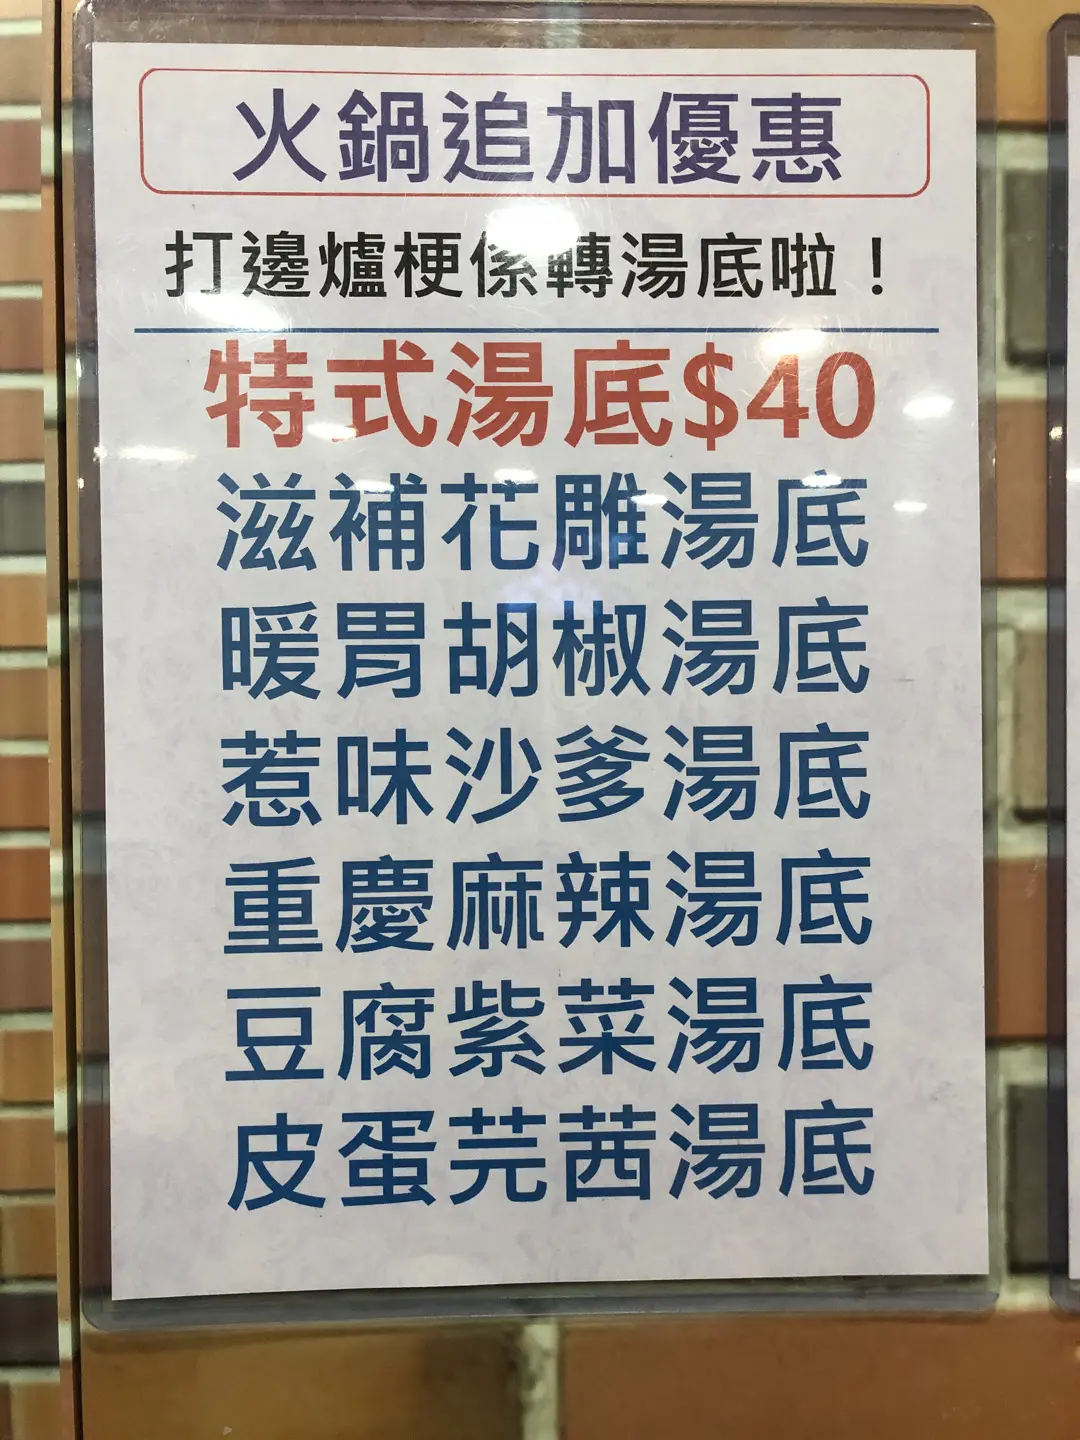 火鍋追加優惠
打邊爐梗係轉湯底啦！
特式湯底$40
滋補花雕湯底
暖胃胡椒湯底
惹味沙爹湯底
重慶麻辣湯底
豆腐紫菜湯底
皮蛋芫茜湯底